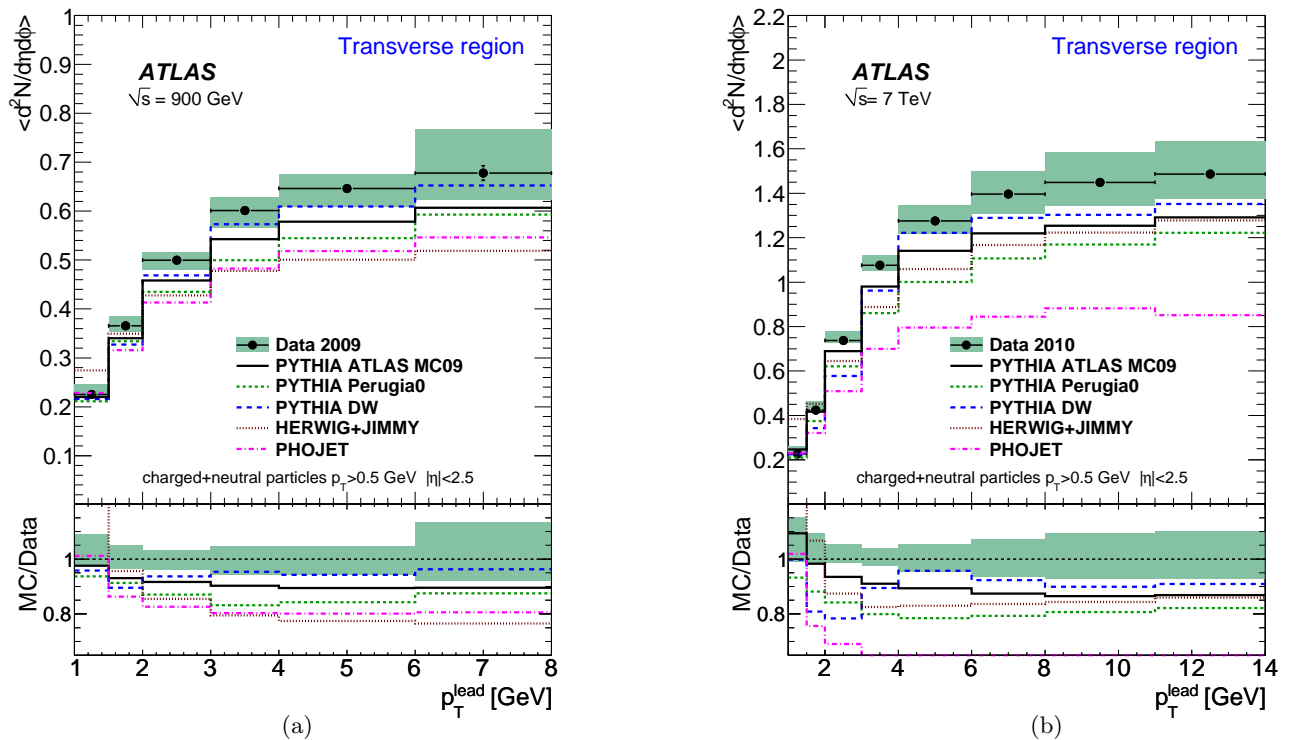 <d²N/dηdϕ>
1
0.9
0.8
0.7
0.6
0.5
0.4
0.3
0.2
0.1
Transverse region
ATLAS
√s = 900 GeV
Data 2009
PYTHIA ATLAS MC09
PYTHIA Perugia0
PYTHIA DW
HERWIG+JIMMY
PHOJET
charged+neutral particles p_T>0.5 GeV |η|<2.5
MC/Data
1
0.8
1 2 3 4 5 6 7 8
p_T^lead [GeV]
(a)
<d²N/dηdϕ>
2.2
2
1.8
1.6
1.4
1.2
1
0.8
0.6
0.4
0.2
Transverse region
ATLAS
√s = 7 TeV
Data 2010
PYTHIA ATLAS MC09
PYTHIA Perugia0
PYTHIA DW
HERWIG+JIMMY
PHOJET
charged+neutral particles p_T>0.5 GeV |η|<2.5
MC/Data
1
0.8
2 4 6 8 10 12 14
p_T^lead [GeV]
(b)